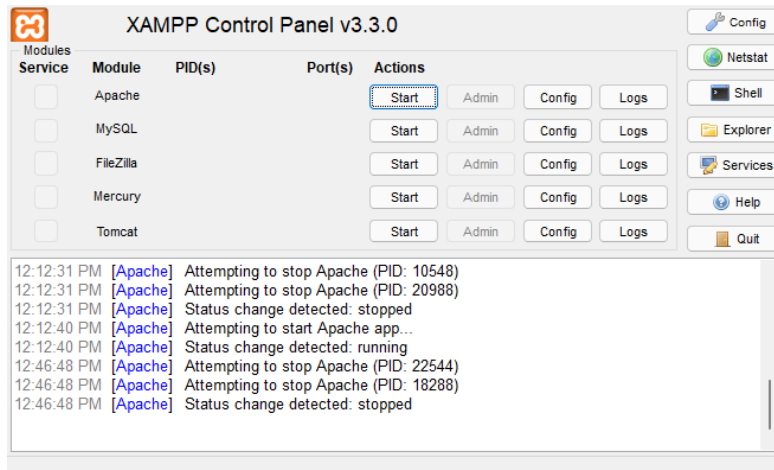 XAMPP Control Panel v3.3.0
Config
Modules
Service Module PID(s) Port(s) Actions
Netstat
Apache Start Admin Config Logs
Shell
MySQL Start Admin Config Logs
Explorer
FileZilla Start Admin Config Logs
Services
Mercury Start Admin Config Logs
Help
Tomcat Start Admin Config Logs
Quit
12:12:31 PM [Apache] Attempting to stop Apache (PID: 10548)
12:12:31 PM [Apache] Attempting to stop Apache (PID: 20988)
12:12:31 PM [Apache] Status change detected: stopped
12:12:40 PM [Apache] Attempting to start Apache app...
12:12:40 PM [Apache] Status change detected: running
12:46:48 PM [Apache] Attempting to stop Apache (PID: 22544)
12:46:48 PM [Apache] Attempting to stop Apache (PID: 18288)
12:46:48 PM [Apache] Status change detected: stopped